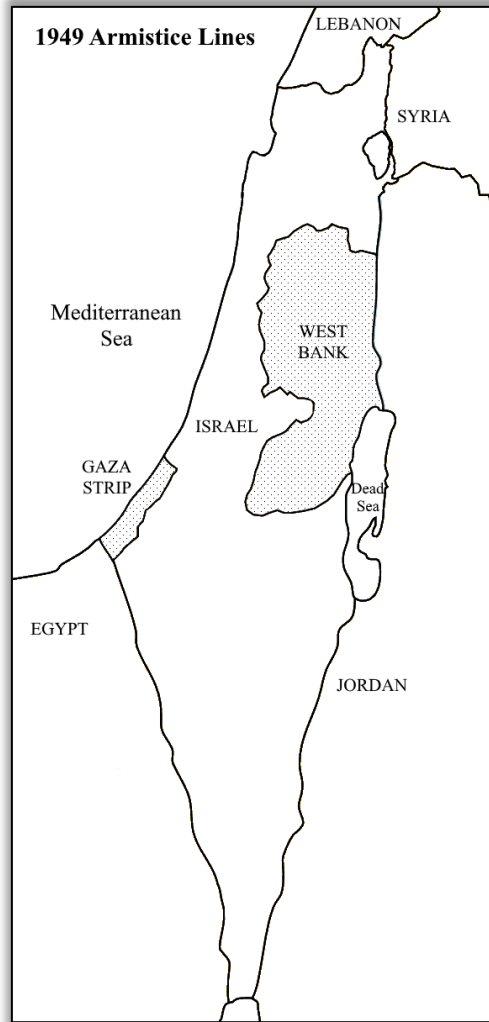 1949 Armistice Lines
LEBANON
SYRIA
Mediterranean
Sea
WEST
BANK
ISRAEL
GAZA
STRIP
Dead
Sea
EGYPT
JORDAN